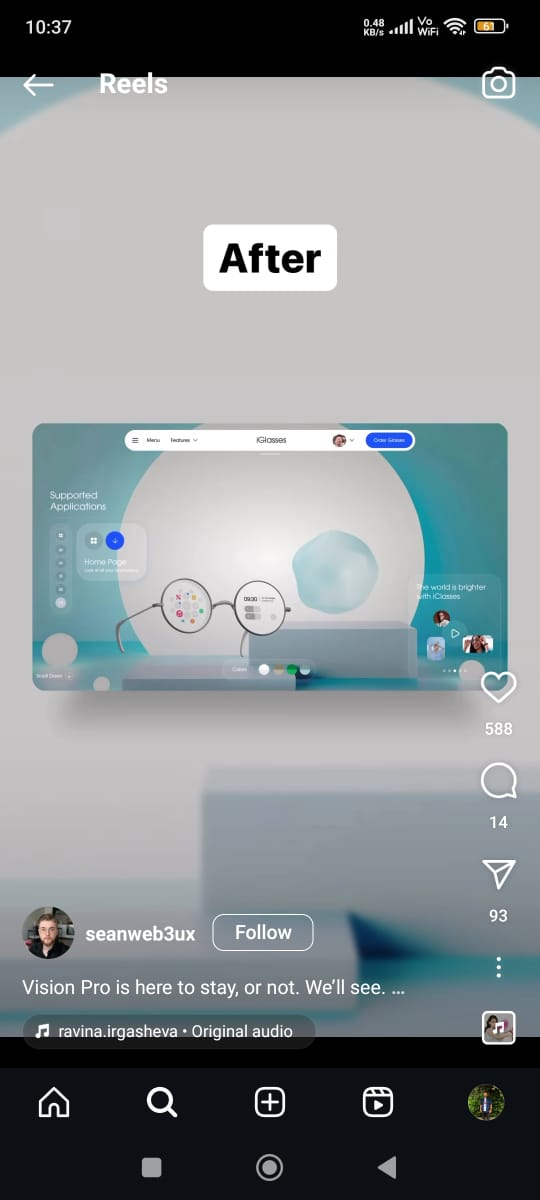 10:37
0.48 KB/s
Vo WiFi
61
Reels
After
Menu
Features
iGlasses
Order Glasses
Supported
Applications
Home Page
The world is brighter
with iClasses
09:30
Colors
Scroll Down
588
14
93
seanweb3ux
Follow
Vision Pro is here to stay, or not. We’ll see. ...
ravina.irgasheva • Original audio